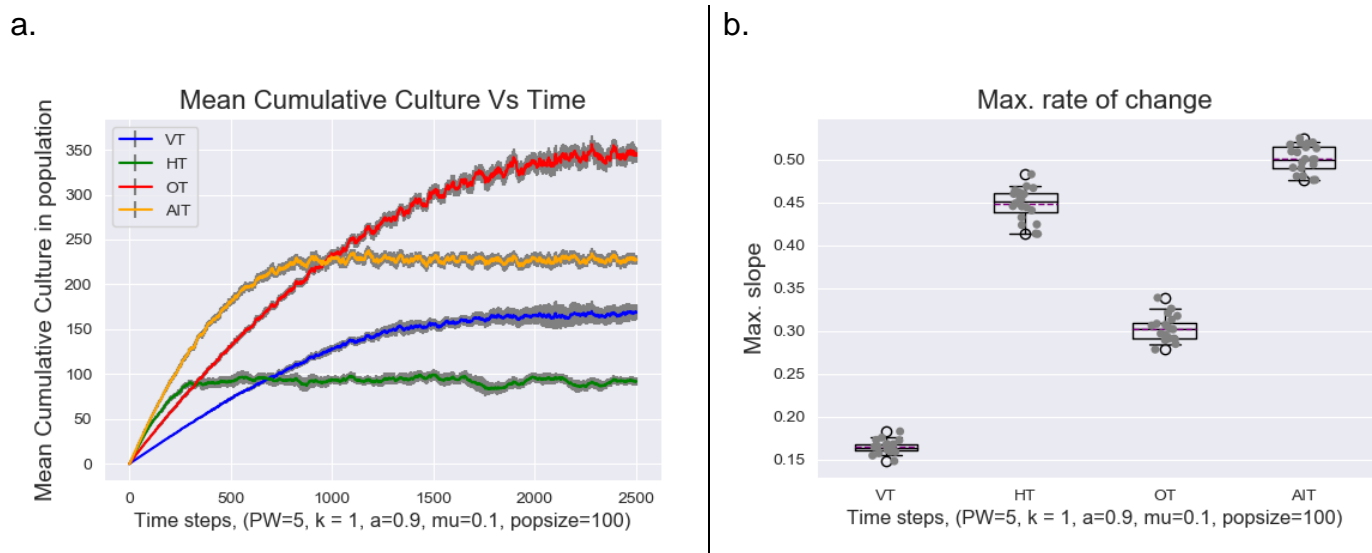 a.
Mean Cumulative Culture Vs Time
Mean Cumulative Culture in population
VT
HT
OT
AIT
350
300
250
200
150
100
50
0
0 500 1000 1500 2000 2500
Time steps, (PW=5, k = 1, a=0.9, mu=0.1, popsize=100)
b.
Max. rate of change
Max. slope
0.50
0.45
0.40
0.35
0.30
0.25
0.20
0.15
VT HT OT AIT
Time steps, (PW=5, k = 1, a=0.9, mu=0.1, popsize=100)